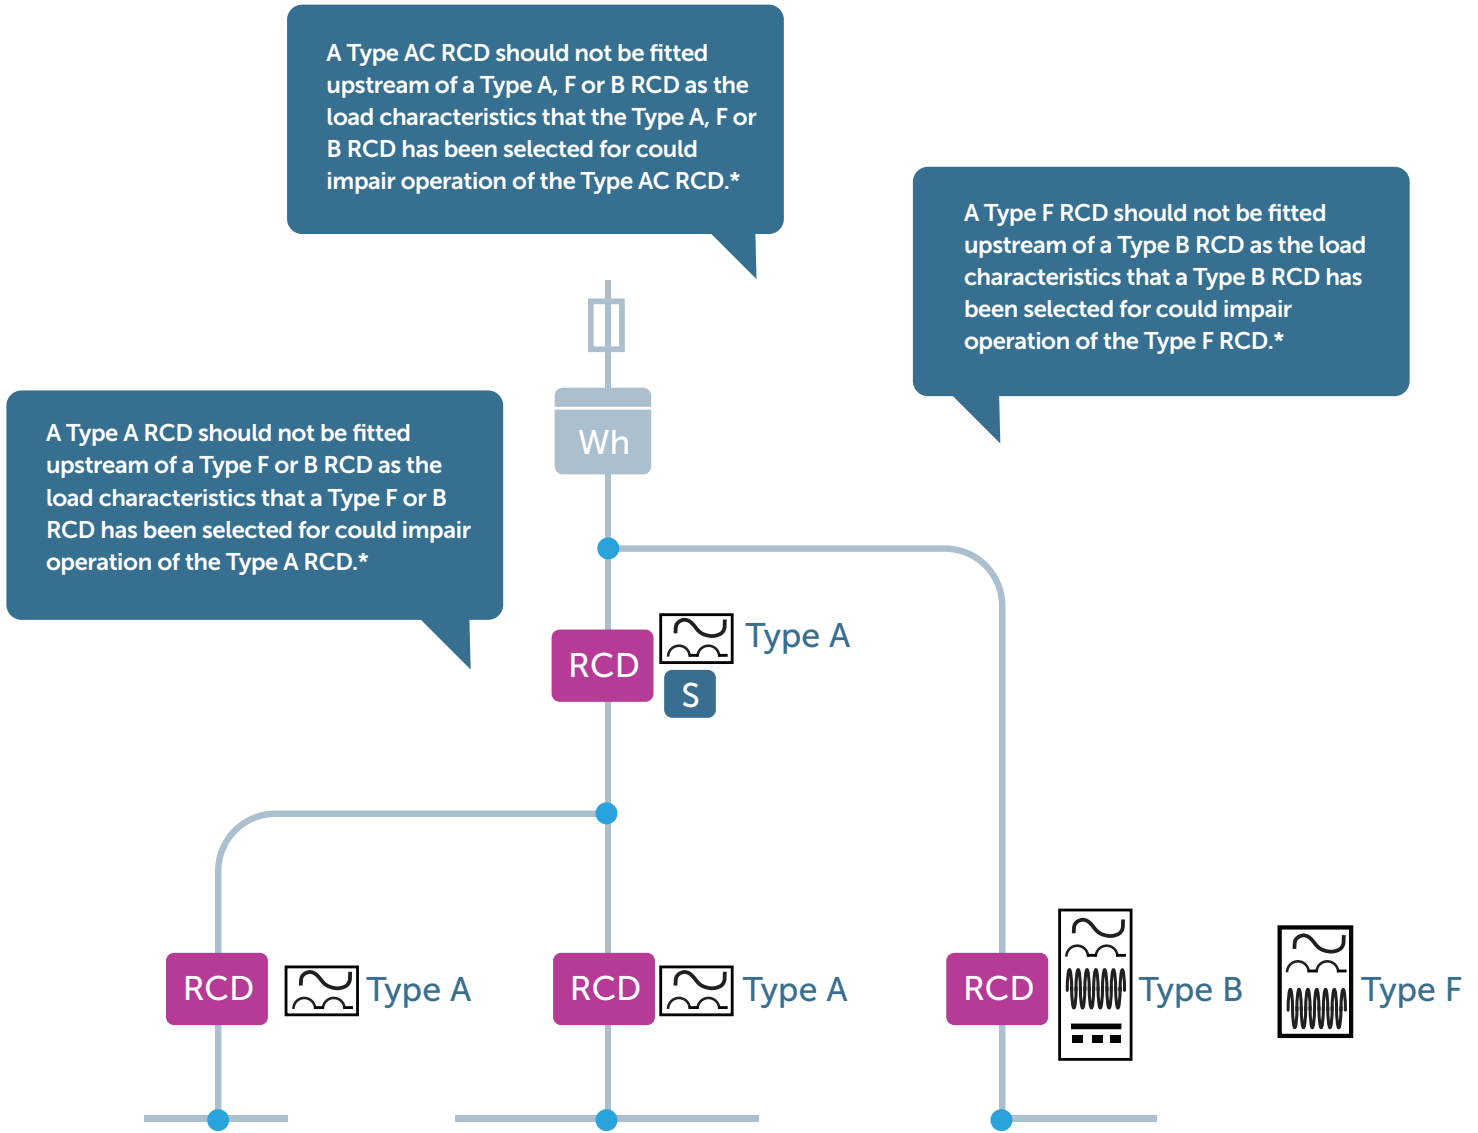 A Type AC RCD should not be fitted
upstream of a Type A, F or B RCD as the
load characteristics that the Type A, F or
B RCD has been selected for could
impair operation of the Type AC RCD.*
A Type F RCD should not be fitted
upstream of a Type B RCD as the load
characteristics that a Type B RCD has
been selected for could impair
operation of the Type F RCD.*
A Type A RCD should not be fitted
upstream of a Type F or B RCD as the
load characteristics that a Type F or B
RCD has been selected for could impair
operation of the Type A RCD.*
Wh
RCD
Type A
S
RCD
Type A
RCD
Type A
RCD
Type B
Type F